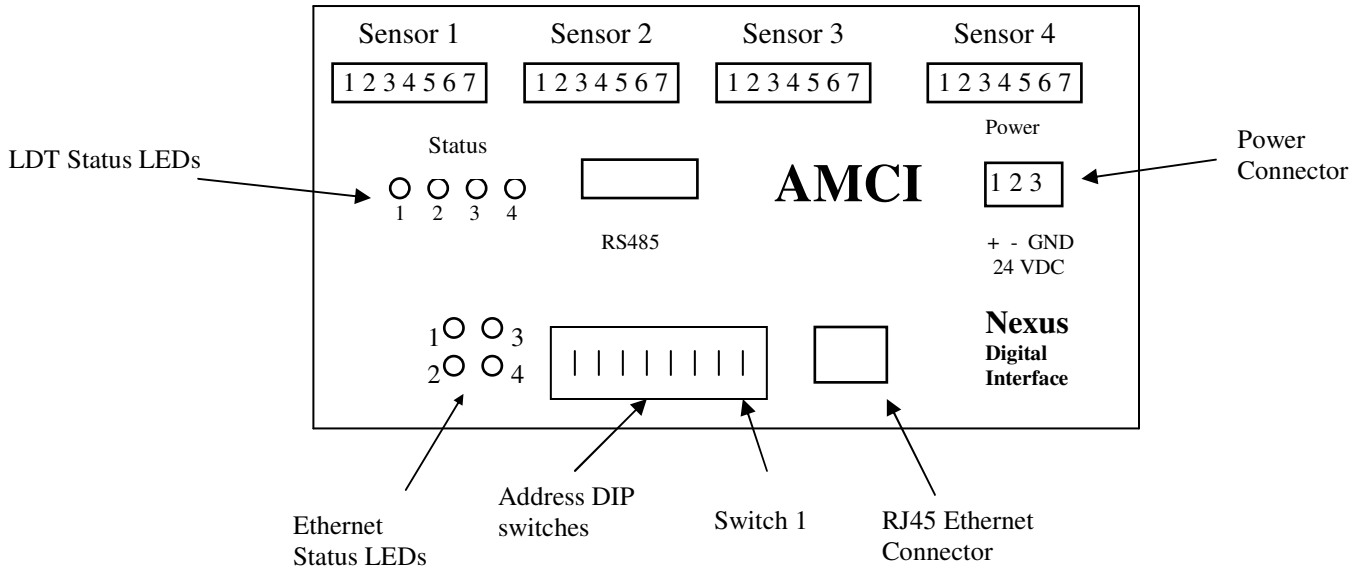 Sensor 1 Sensor 2 Sensor 3 Sensor 4
1 2 3 4 5 6 7 1 2 3 4 5 6 7 1 2 3 4 5 6 7 1 2 3 4 5 6 7
Power
Status
LDT Status LEDs
Power
Connector
AMCI
1 2 3
1 2 3 4
RS485
+ - GND
24 VDC
Nexus
Digital
Interface
1 3
2 4
Address DIP
switches
Switch 1
RJ45 Ethernet
Connector
Ethernet
Status LEDs